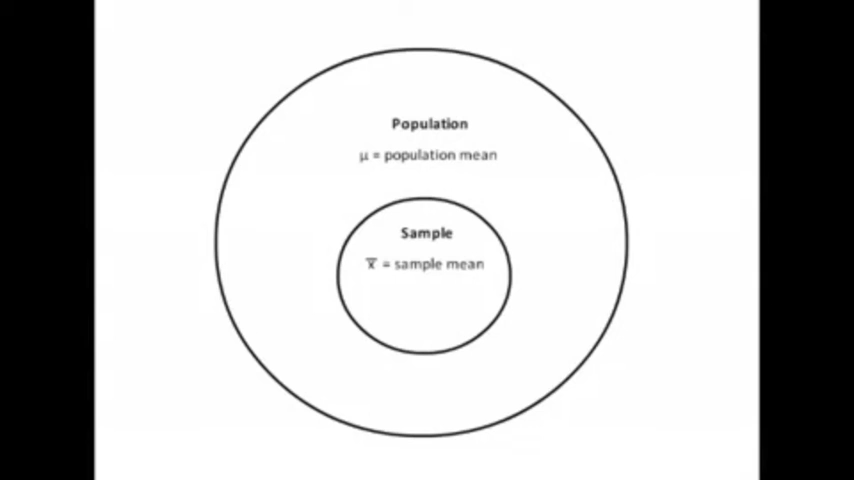 Population
μ = population mean
Sample
x̅ = sample mean